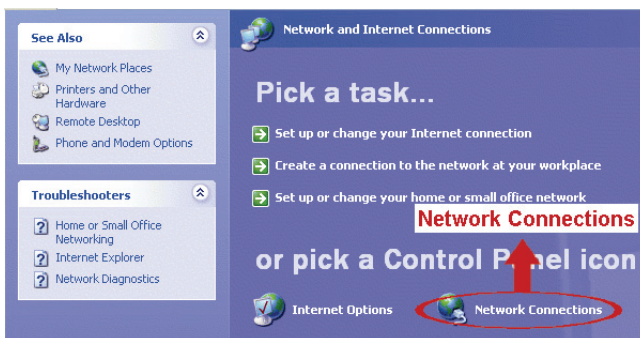 See Also
My Network Places
Printers and Other
Hardware
Remote Desktop
Phone and Modem Options
Troubleshooters
Home or Small Office
Networking
Internet Explorer
Network Diagnostics
Network and Internet Connections
Pick a task...
Set up or change your Internet connection
Create a connection to the network at your workplace
Set up or change your home or small office network
Network Connections
or pick a Control Panel icon
Internet Options
Network Connections